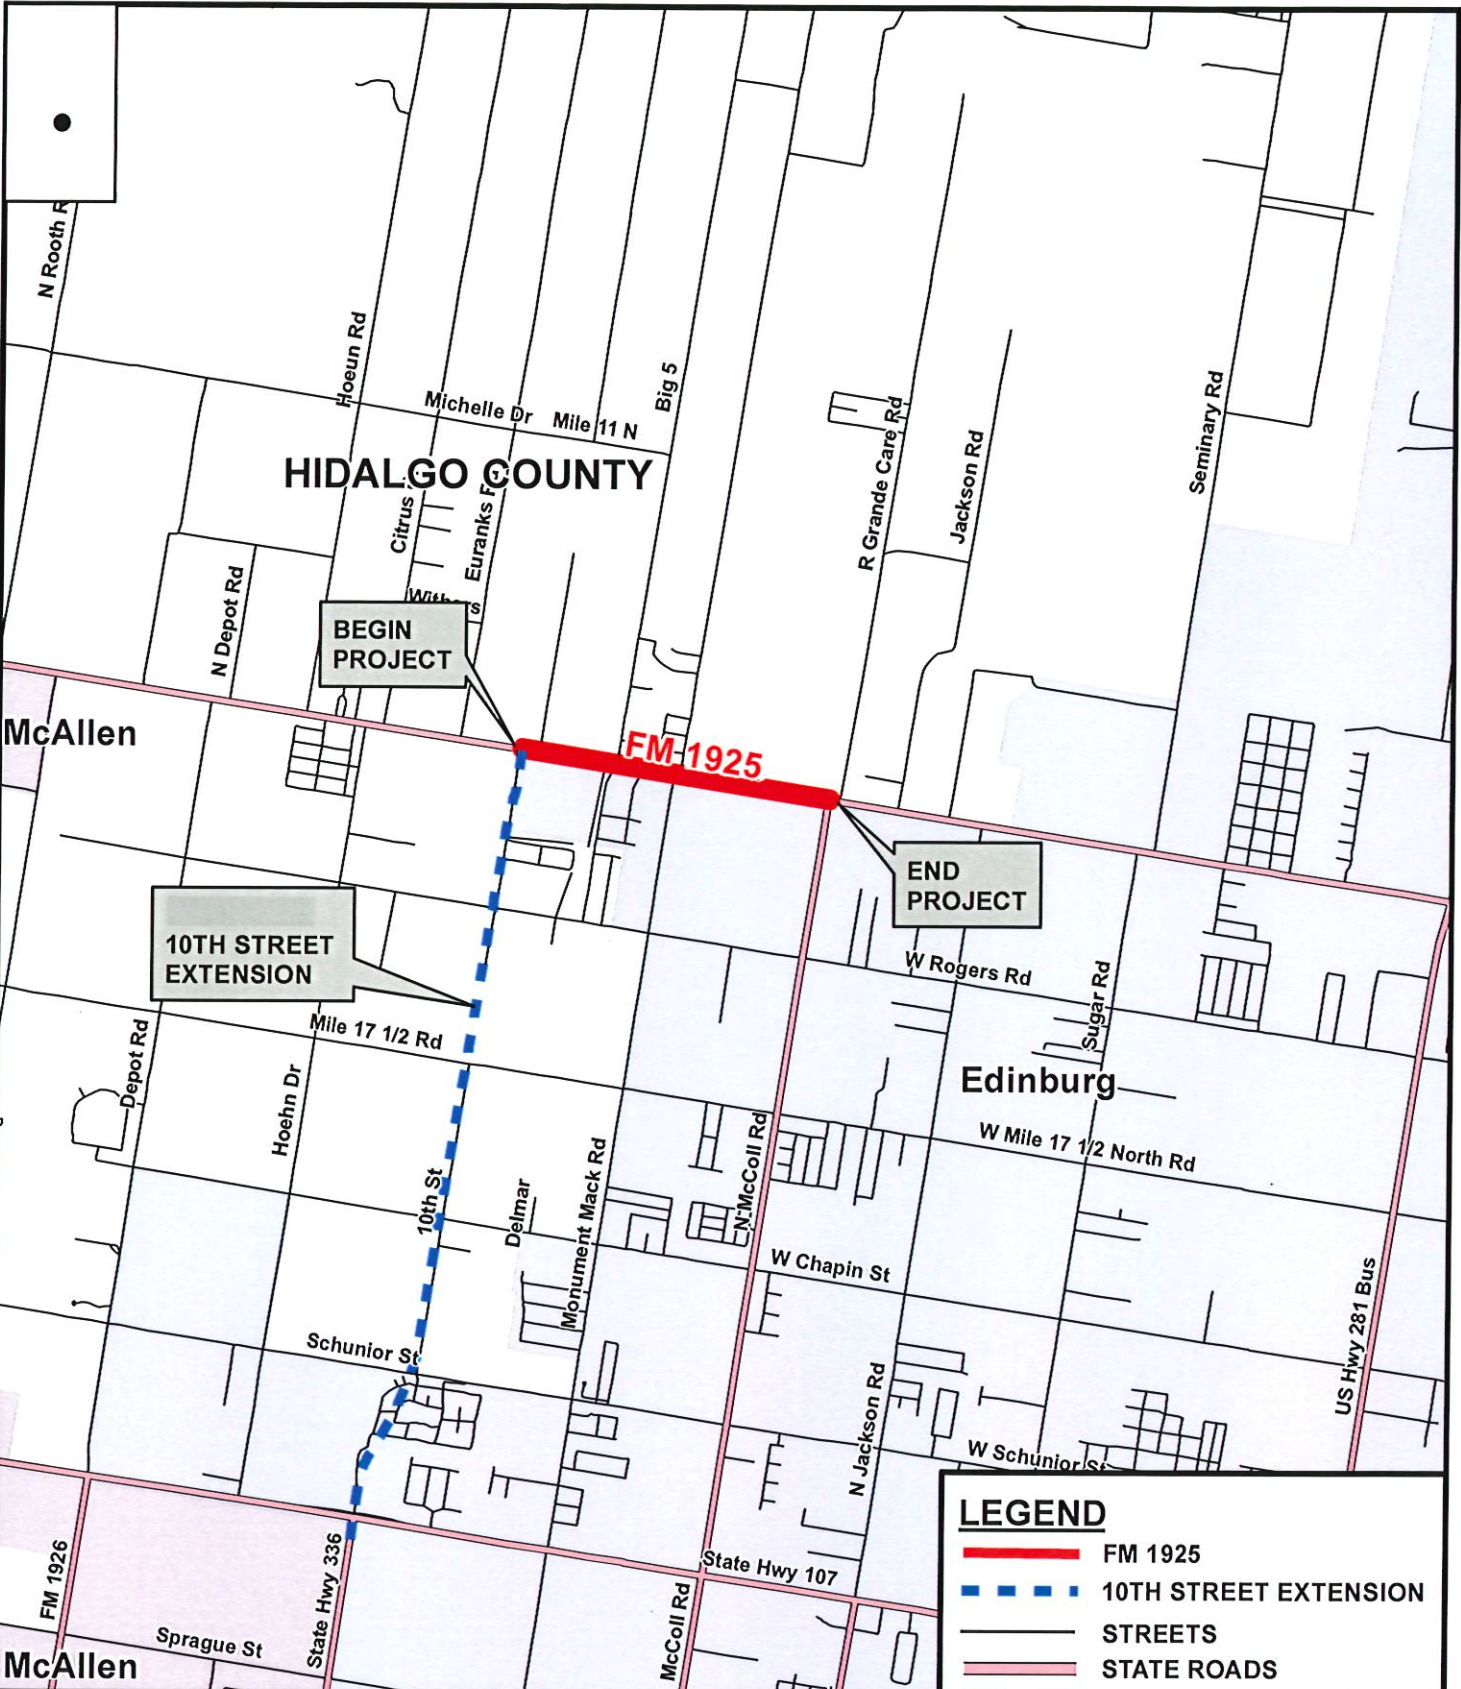 N Rooth R
Hoeun Rd
Michelle Dr
Mile 11 N
Big 5
HIDALGO COUNTY
Citrus
Euranks
R Grande Care Rd
Jackson Rd
Seminary Rd
N Depot Rd
Withers
BEGIN
PROJECT
McAllen
FM 1925
END
PROJECT
10TH STREET
EXTENSION
W Rogers Rd
Sugar Rd
Mile 17 1/2 Rd
Depot Rd
Hoehn Dr
Edinburg
W Mile 17 1/2 North Rd
10th St
Delmar
Monument Mack Rd
N McColl Rd
W Chapin St
US Hwy 281 Bus
Schunior St
N Jackson Rd
W Schunior St
State Hwy 107
FM 1926
State Hwy 336
McColl Rd
Sprague St
McAllen
LEGEND
FM 1925
10TH STREET EXTENSION
STREETS
STATE ROADS